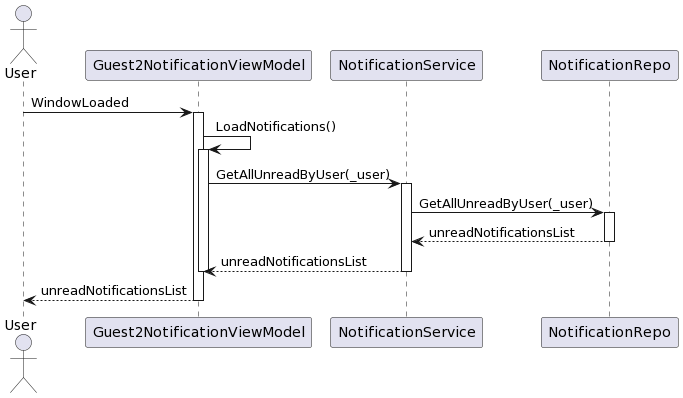 User
Guest2NotificationViewModel
NotificationService
NotificationRepo
WindowLoaded
LoadNotifications()
GetAllUnreadByUser(_user)
GetAllUnreadByUser(_user)
unreadNotificationsList
unreadNotificationsList
unreadNotificationsList
User
Guest2NotificationViewModel
NotificationService
NotificationRepo